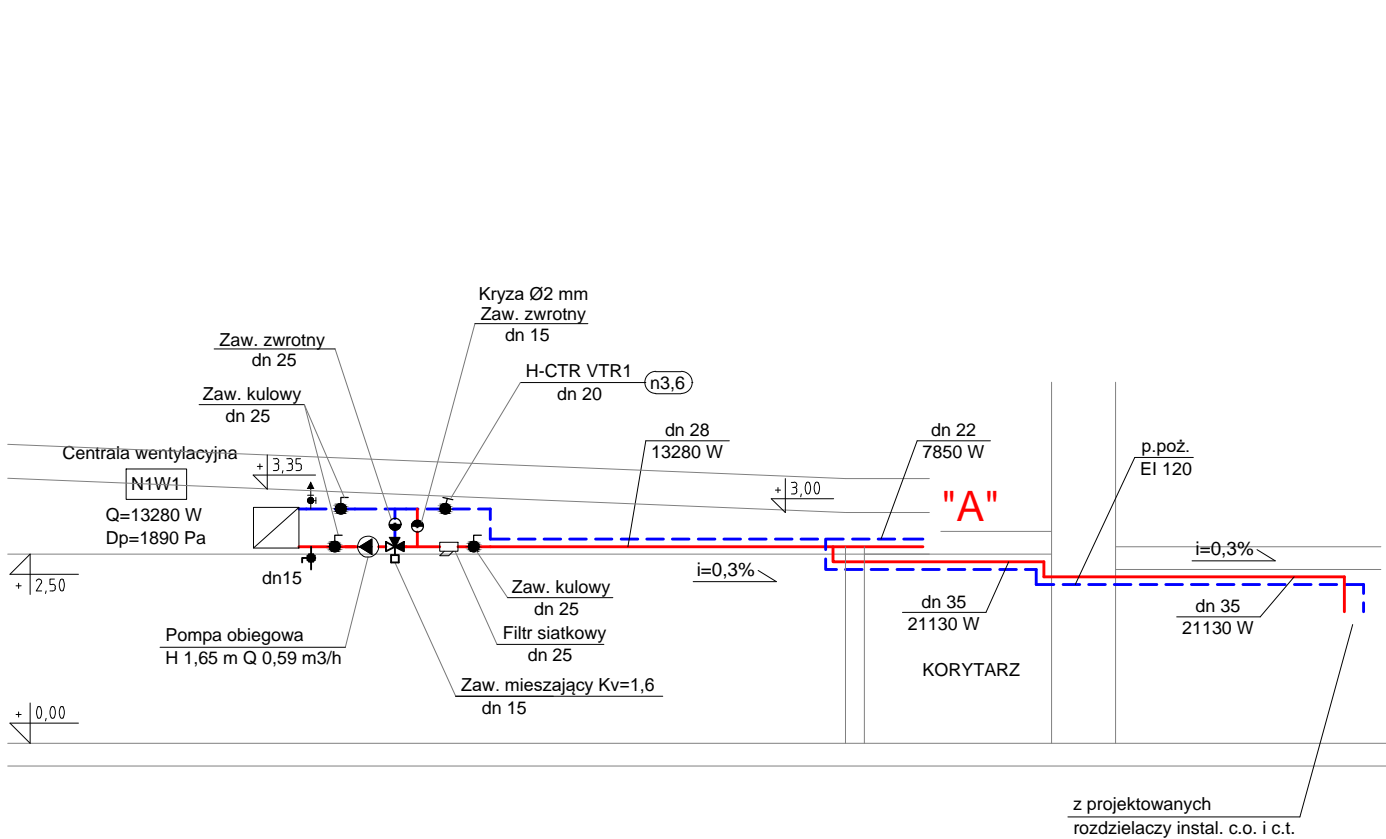 Kryza Ø2 mm
Zaw. zwrotny
dn 15
Zaw. zwrotny
dn 25
H-CTR VTR1
dn 20
n3,6
Zaw. kulowy
dn 25
dn 28
13280 W
dn 22
7850 W
p.poż.
EI 120
Centrala wentylacyjna
N1W1
Q=13280 W
Dp=1890 Pa
+ 3,35
+ 3,00
"A"
i=0,3%
i=0,3%
+ 2,50
dn15
Zaw. kulowy
dn 25
dn 35
21130 W
dn 35
21130 W
Pompa obiegowa
H 1,65 m Q 0,59 m3/h
Filtr siatkowy
dn 25
KORYTARZ
Zaw. mieszający Kv=1,6
dn 15
+ 0,00
z projektowanych
rozdzielaczy instal. c.o. i c.t.